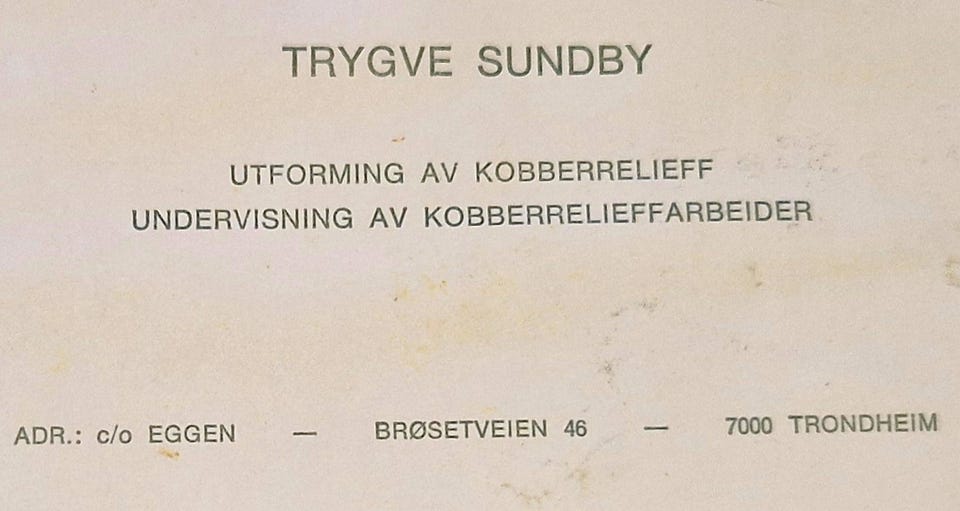 TRYGVE SUNDBY
UTFORMING AV KOBBERRELIEFF
UNDERVISNING AV KOBBERRELIEFFARBEIDER
ADR.: c/o EGGEN — BRØSETVEIEN 46 — 7000 TRONDHEIM